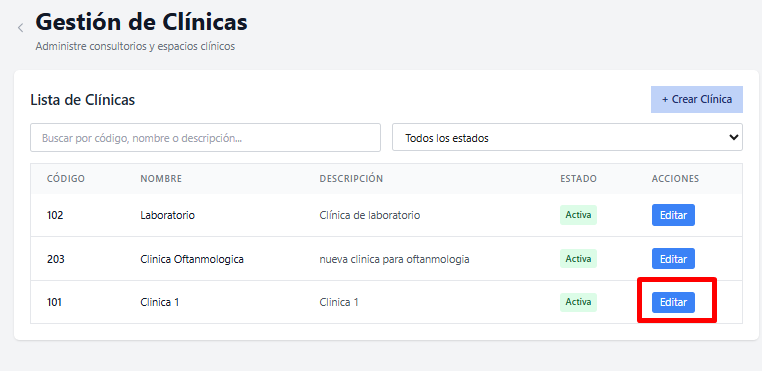 Gestión de Clínicas
Administre consultorios y espacios clínicos
Lista de Clínicas
+ Crear Clínica
Buscar por código, nombre o descripción...
Todos los estados
CÓDIGO NOMBRE DESCRIPCIÓN ESTADO ACCIONES
102 Laboratorio Clínica de laboratorio Activa Editar
203 Clinica Oftanmologica nueva clinica para oftanmologia Activa Editar
101 Clinica 1 Clinica 1 Activa Editar